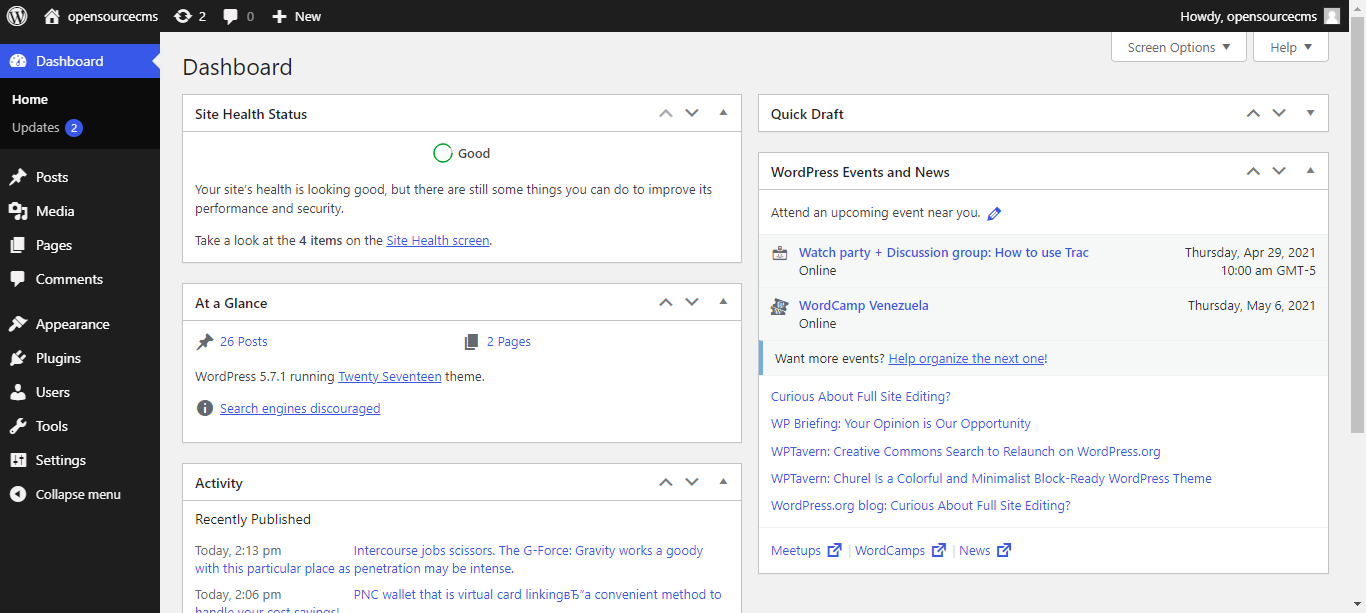 opensourcecms
2
0
New
Howdy, opensourcecms
Dashboard
Home
Updates 2
Posts
Media
Pages
Comments
Appearance
Plugins
Users
Tools
Settings
Collapse menu
Screen Options
Help
Dashboard
Site Health Status
Good
Your site's health is looking good, but there are still some things you can do to improve its
performance and security.
Take a look at the 4 items on the Site Health screen.
At a Glance
26 Posts
2 Pages
WordPress 5.7.1 running Twenty Seventeen theme.
Search engines discouraged
Activity
Recently Published
Today, 2:13 pm
Intercourse jobs scissors. The G-Force: Gravity works a goody
with this particular place as penetration may be intense.
Today, 2:06 pm
PNC wallet that is virtual card linkingвЂ"a convenient method to
handle your cost savings!
Quick Draft
WordPress Events and News
Attend an upcoming event near you.
Watch party + Discussion group: How to use Trac
Online
Thursday, Apr 29, 2021
10:00 am GMT-5
WordCamp Venezuela
Online
Thursday, May 6, 2021
Want more events? Help organize the next one!
Curious About Full Site Editing?
WP Briefing: Your Opinion is Our Opportunity
WPTavern: Creative Commons Search to Relaunch on WordPress.org
WPTavern: Churel Is a Colorful and Minimalist Block-Ready WordPress Theme
WordPress.org blog: Curious About Full Site Editing?
Meetups | WordCamps | News